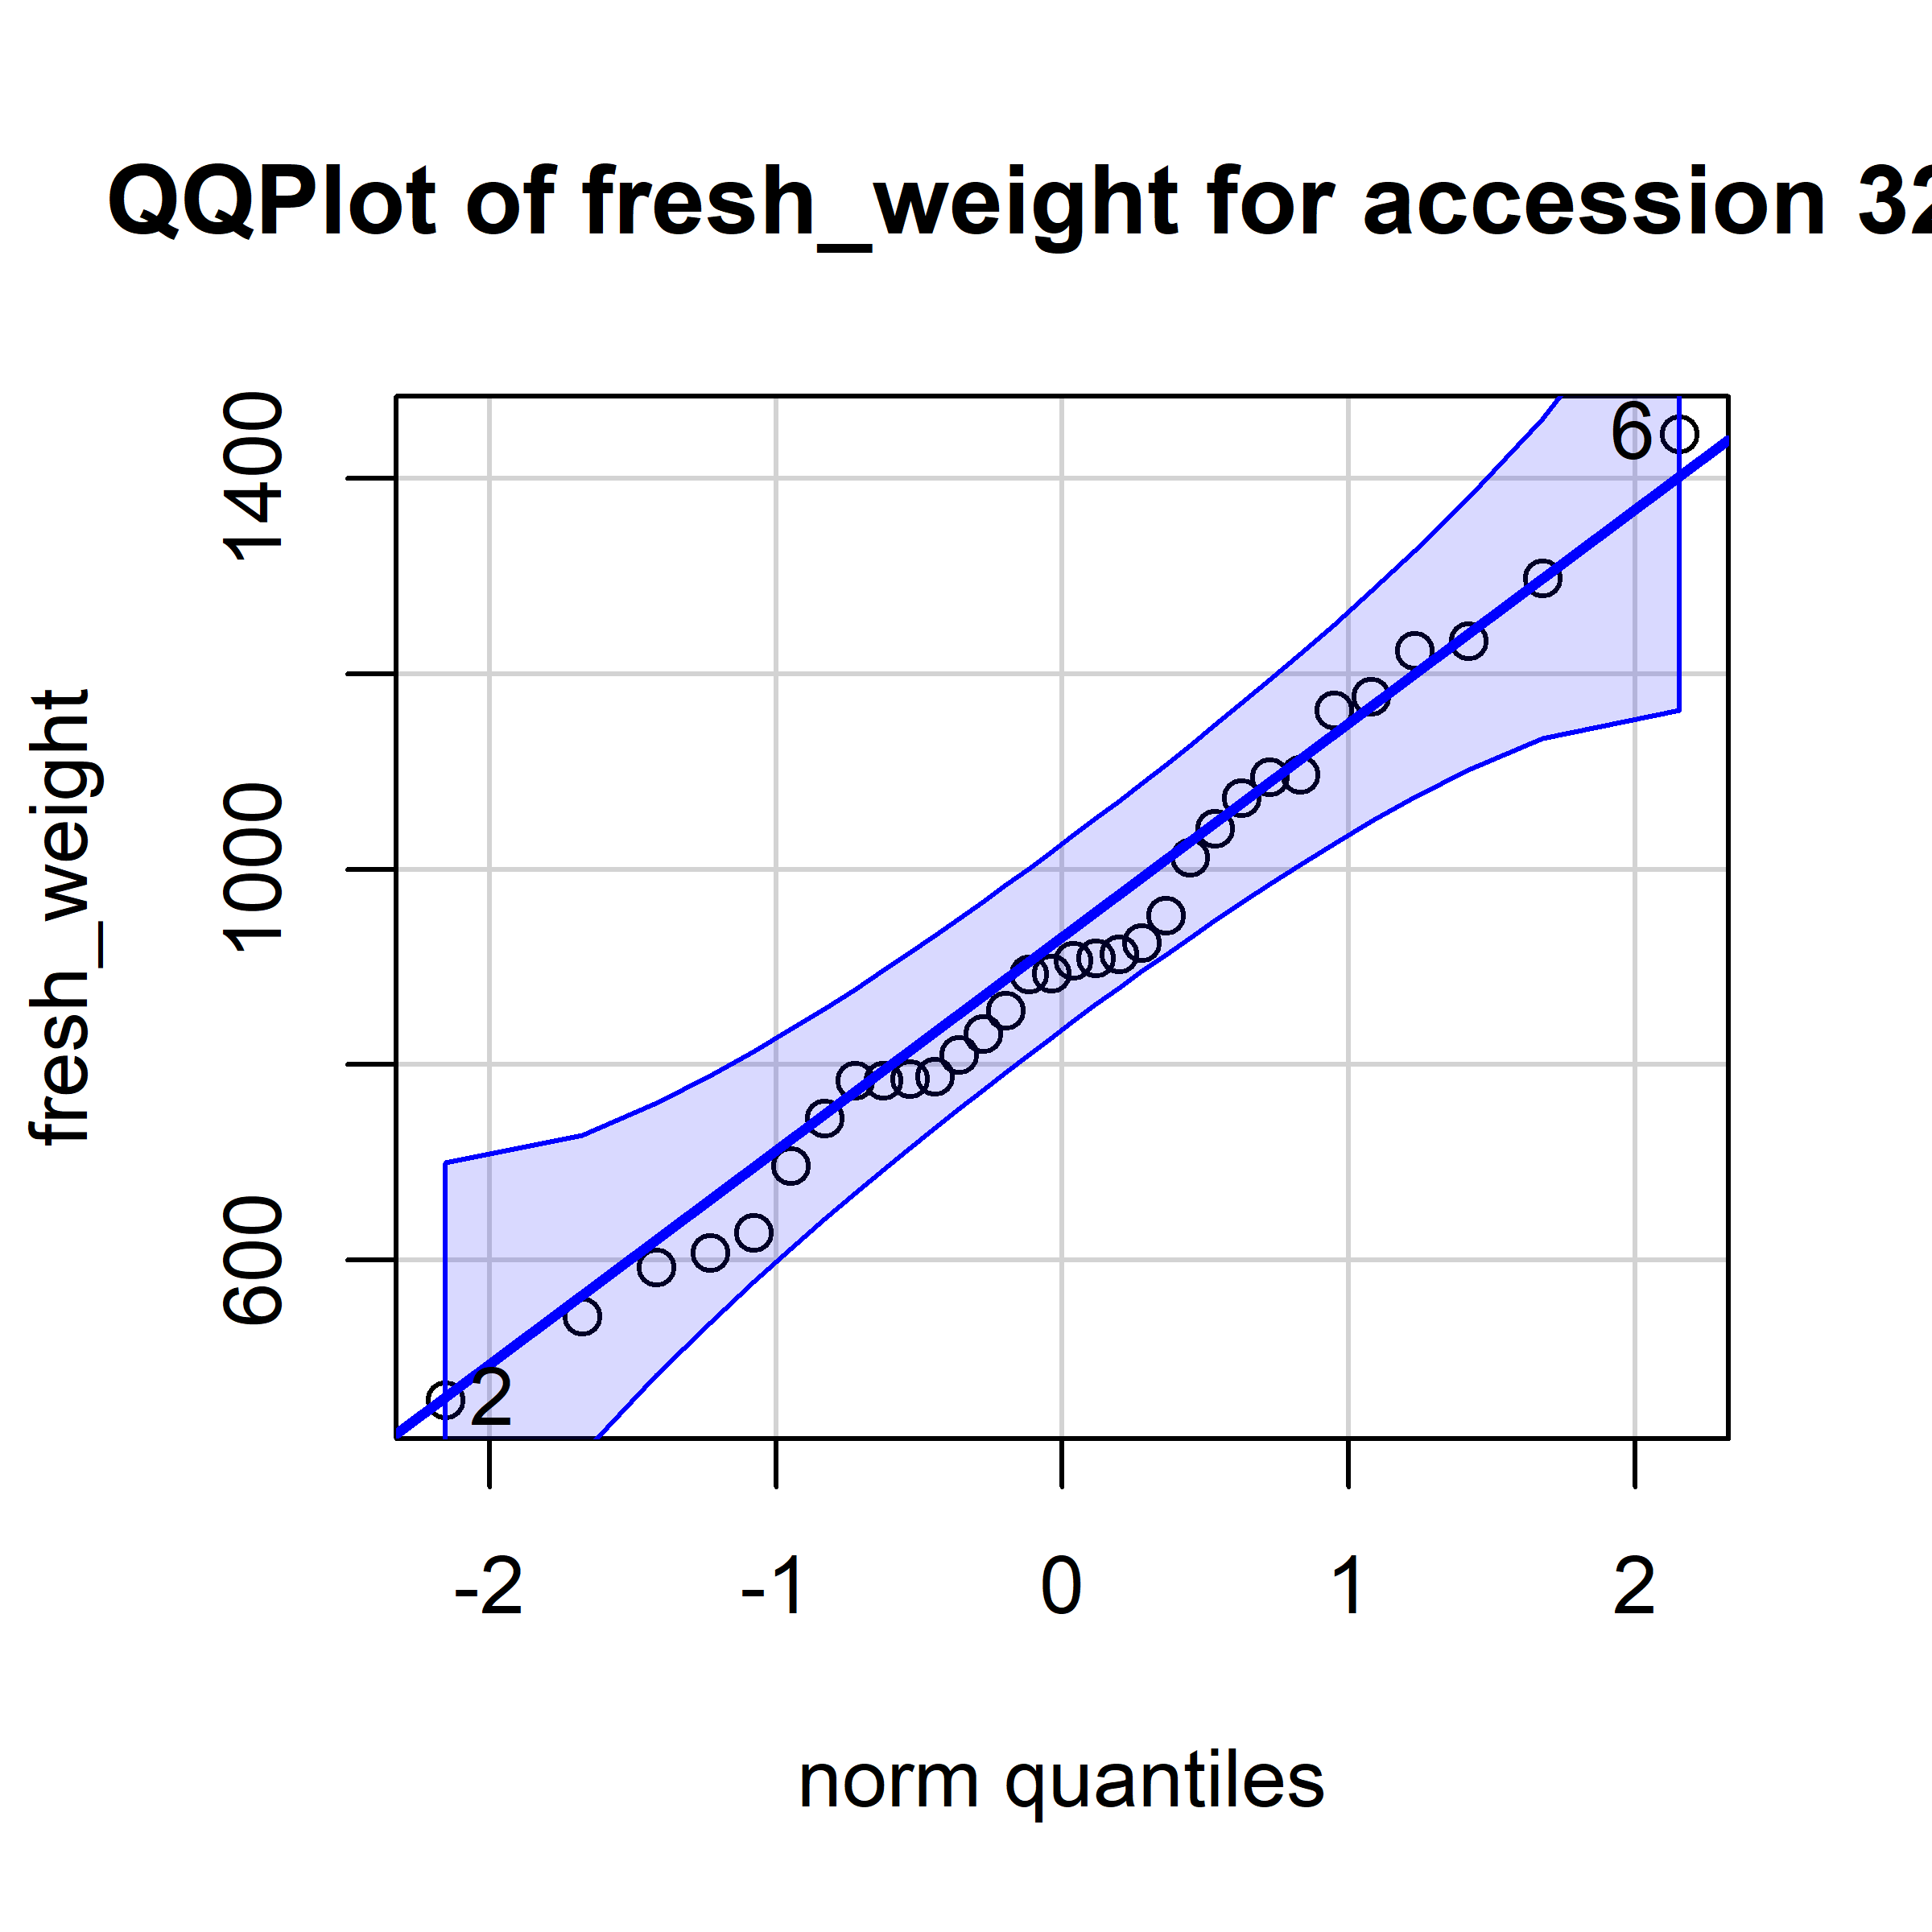 QQPlot of fresh_weight for accession 32
fresh_weight
1400
1000
600
6
2
-2 -1 0 1 2
norm quantiles